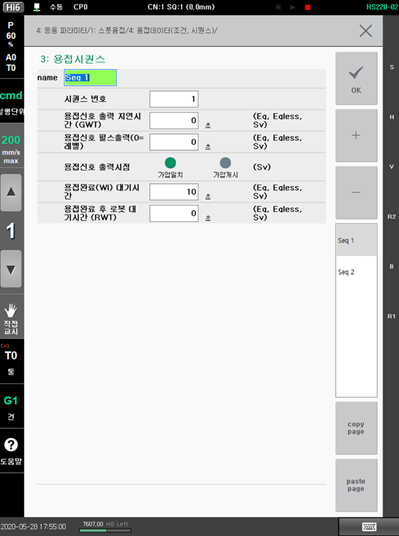 Hi6 수동 CP0 CN:1 SQ:1 (0,0mm) HS220-02
4: 응용 파라미터/1: 스폿용접/4: 용접데이터(조건, 시퀀스)/
P
60
%
A0
T0
cmd
실행단위
200
mm/s
max
1
직접
교시
T0
툴
G1
건
?
도움말
3: 용접시퀀스
name Seq 1
시퀀스 번호 1
용접신호 출력 지연시
간 (GWT) 0 초 (Eq, Eqless,
Sv)
용접신호 펄스출력(0=
레벨) 0 초 (Eq, Eqless,
Sv)
용접신호 출력시점 가압일치 가압개시 (Sv)
용접완료(WI) 대기시
간 10 초 (Eq, Eqless,
Sv)
용접완료 후 로봇 대
기시간 (RWT) 0 초 (Eq, Eqless,
Sv)
OK
Seq 1
Seq 2
copy
page
paste
page
S
H
V
R2
B
R1
2020-05-28 17:55:00 7607.00 MB Left